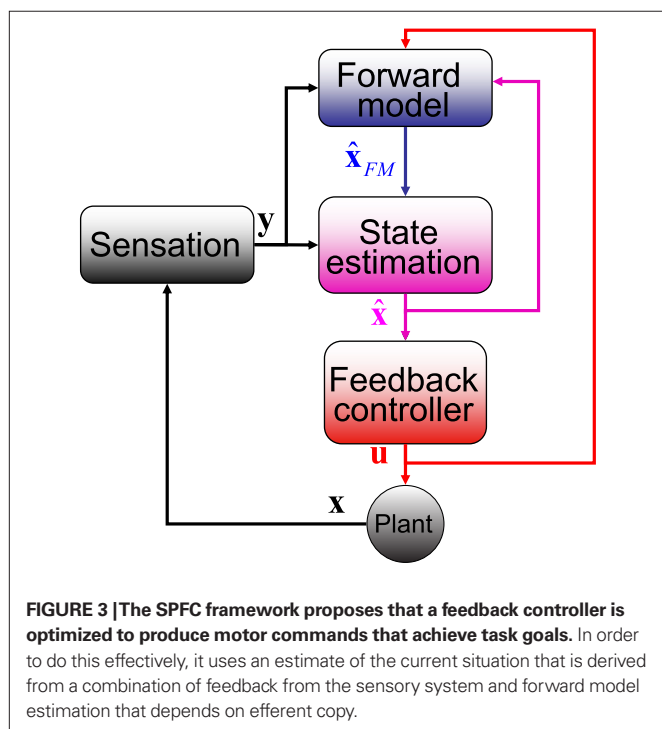 Forward
model
x̂FM
y
Sensation
State
estimation
x̂
Feedback
controller
u
x
Plant
FIGURE 3 | The SPFC framework proposes that a feedback controller is
optimized to produce motor commands that achieve task goals. In order
to do this effectively, it uses an estimate of the current situation that is derived
from a combination of feedback from the sensory system and forward model
estimation that depends on efferent copy.